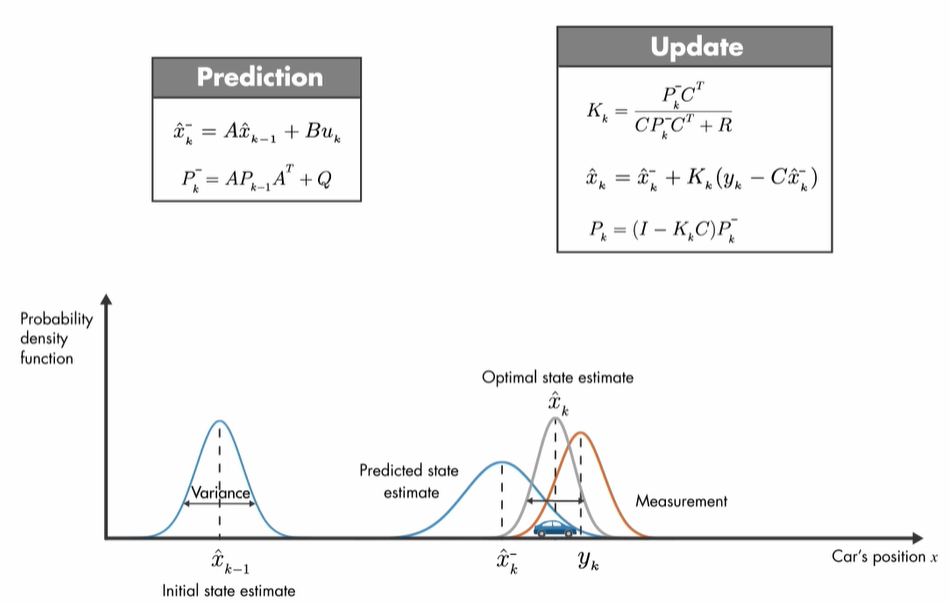 Prediction
x̂ₖ⁻ = Ax̂ₖ₋₁ + Buₖ
Pₖ⁻ = APₖ₋₁Aᵀ + Q
Update
Kₖ = Pₖ⁻Cᵀ / (CPₖ⁻Cᵀ + R)
x̂ₖ = x̂ₖ⁻ + Kₖ(yₖ − Cx̂ₖ⁻)
Pₖ = (I − KₖC)Pₖ⁻
Probability
density
function
Optimal state estimate
x̂ₖ
Predicted state
estimate
Variance
Measurement
x̂ₖ₋₁
x̂ₖ⁻
yₖ
Car's position x
Initial state estimate